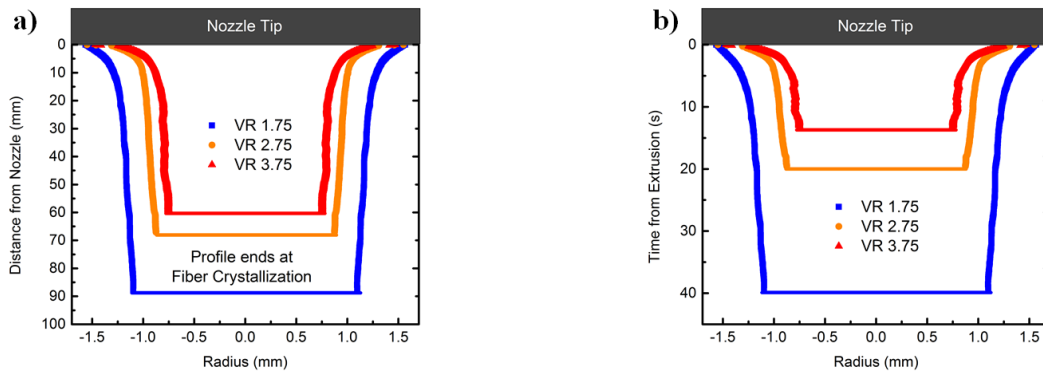 a)
Nozzle Tip
0
10
20
30
40
50
60
70
80
90
100
Distance from Nozzle (mm)
VR 1.75
VR 2.75
VR 3.75
Profile ends at
Fiber Crystallization
-1.5 -1.0 -0.5 0.0 0.5 1.0 1.5
Radius (mm)
b)
Nozzle Tip
0
10
20
30
40
Time from Extrusion (s)
VR 1.75
VR 2.75
VR 3.75
-1.5 -1.0 -0.5 0.0 0.5 1.0 1.5
Radius (mm)